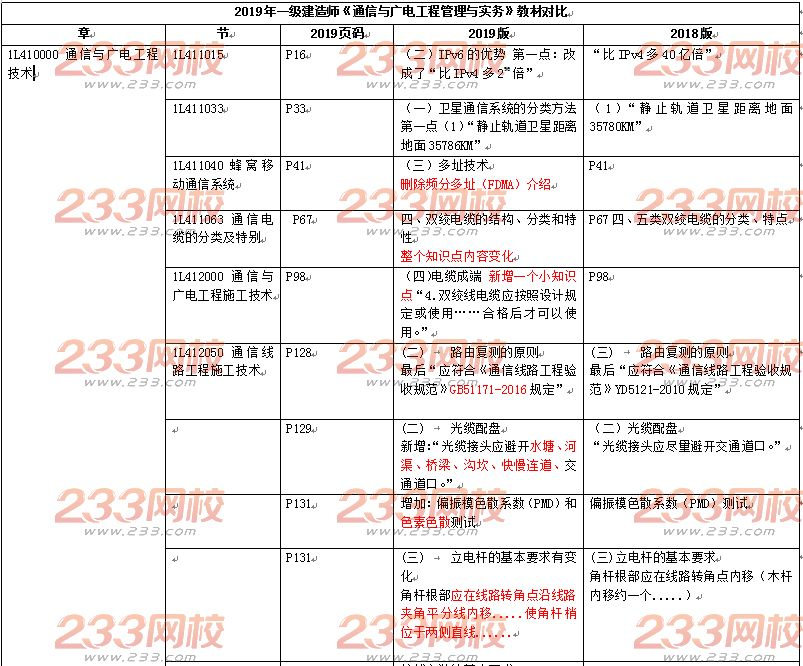 2019年一级建造师《通信与广电工程管理与实务》教材对比
章 节 2019页码 2019版 2018版
1L410000 通信与广电工程技术 1L411015 P16 （二）IPv6的优势 第一点：改 “比IPv4多40亿倍”
成了“比IPv4多2⁹⁶倍”
1L411033 P33 （一）卫星通信系统的分类方法 （1）“静止轨道卫星距离地面
第一点（1）“静止轨道卫星距离 35780KM”
地面35786KM”
1L411040 蜂窝移 P41 （三）多址技术 P41
动通信系统 删除频分多址（FDMA）介绍
1L411063 通信电 P67 四、双绞电缆的结构、分类和特 P67 四、五类双绞电缆的分类、特点
缆的分类及特别 性
整个知识点内容变化
1L412000 通信与 P98 (四)电缆成端 新增一个小知识 P98
广电工程施工技术 点“4.双绞线电缆应按照设计规
定或使用……合格后才可以使
用。”
1L412050 通信线 P128 (二) → 路由复测的原则 (三) → 路由复测的原则
路工程施工技术 最后“应符合《通信线路工程验 最后“应符合《通信线路工程验收规
收规范》GB51171-2016规定” 范》YD5121-2010规定”
P129 (二) → 光缆配盘 （二）光缆配盘
新增:“光缆接头应避开水塘、河 “光缆接头应尽量避开交通道口。”
渠、桥梁、沟坎、快慢连道、交
通道口。”
P131 增加: 偏振模色散系数(PMD)和 偏振模色散系数（PMD）测试
色素色散测试
P131 (三) → 立电杆的基本要求有变 (三)立电杆的基本要求
化 角杆根部应在线路转角点内移（木杆
角杆根部应在线路转角点沿线路 内移约一个.....）
夹角平分线内移.....使角杆梢
位于两侧直线......
233网校
www.233.com